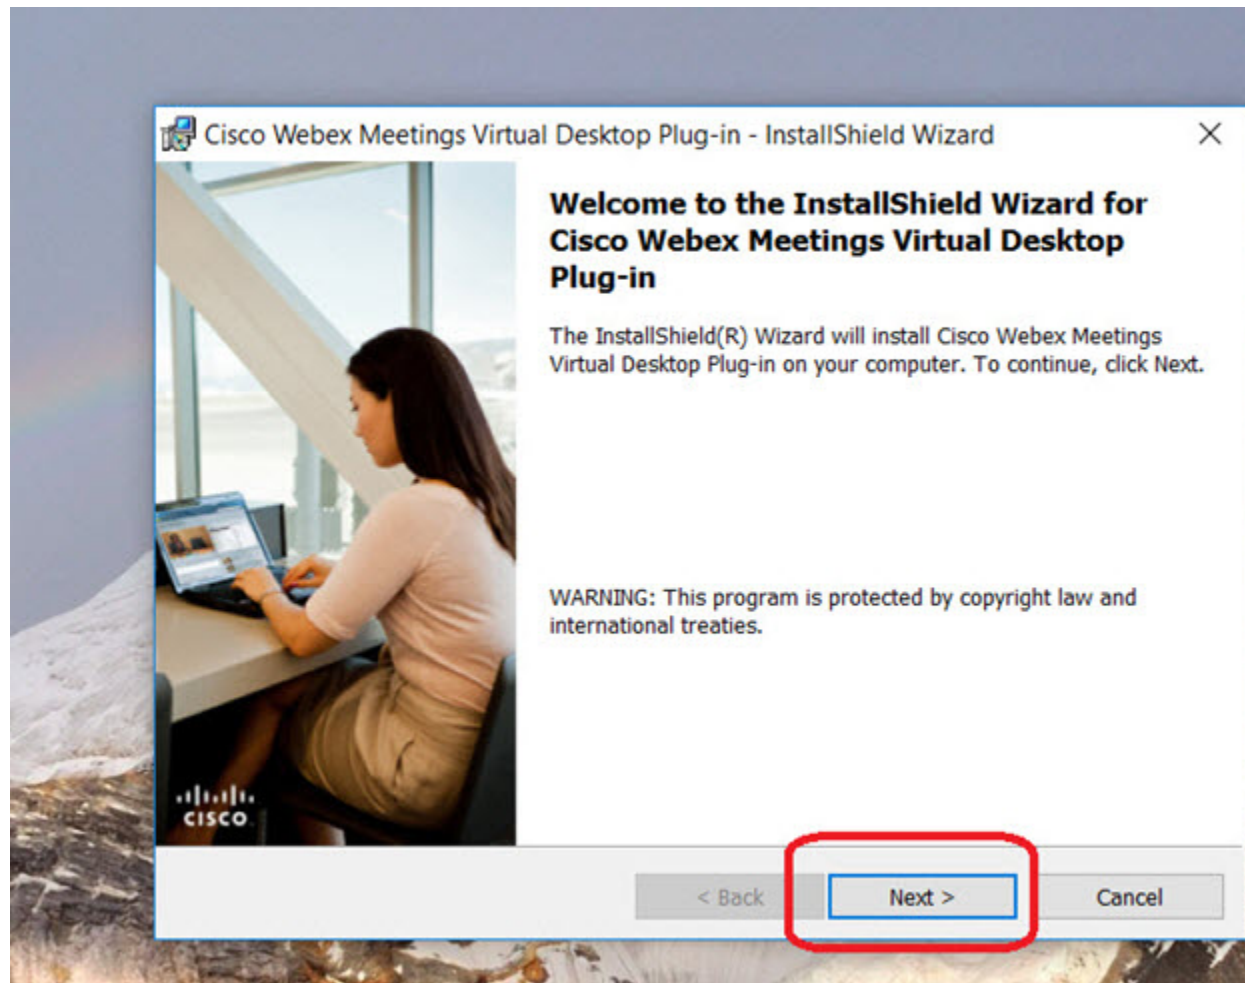 Cisco Webex Meetings Virtual Desktop Plug-in - InstallShield Wizard
Welcome to the InstallShield Wizard for
Cisco Webex Meetings Virtual Desktop
Plug-in
The InstallShield(R) Wizard will install Cisco Webex Meetings
Virtual Desktop Plug-in on your computer. To continue, click Next.
WARNING: This program is protected by copyright law and
international treaties.
CISCO
< Back
Next >
Cancel